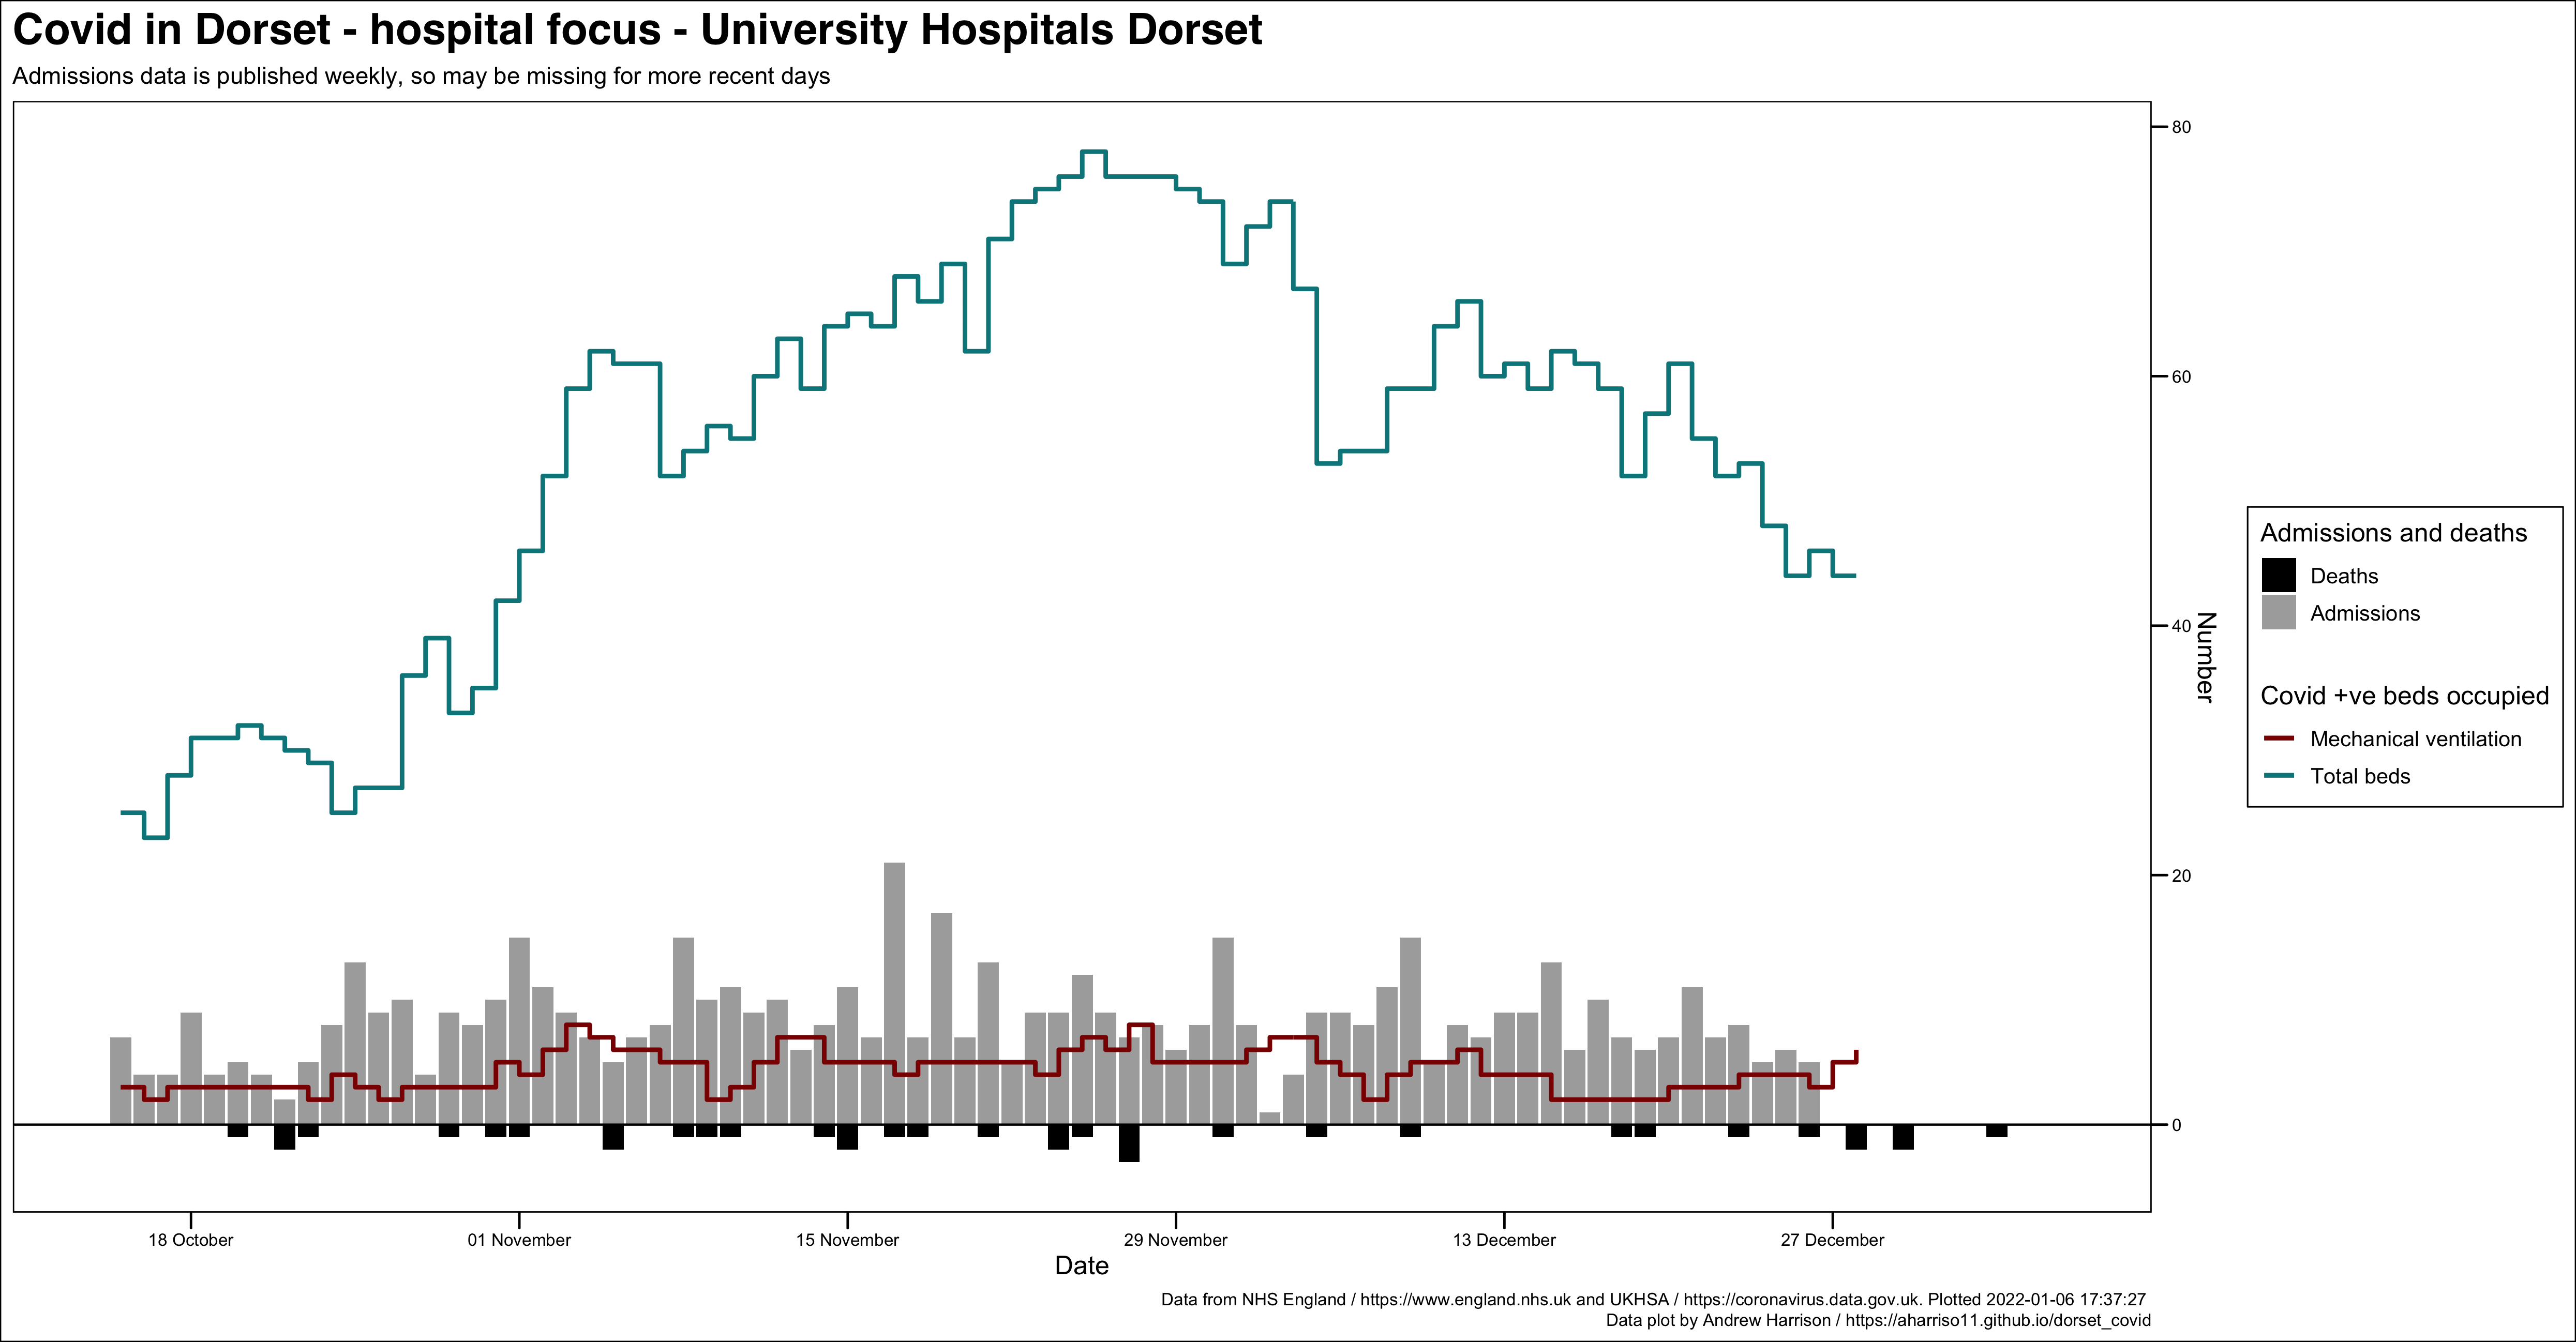 Covid in Dorset - hospital focus - University Hospitals Dorset
Admissions data is published weekly, so may be missing for more recent days
80
60
40
20
0
Number
Admissions and deaths
Deaths
Admissions
Covid +ve beds occupied
Mechanical ventilation
Total beds
18 October
01 November
15 November
29 November
13 December
27 December
Date
Data from NHS England / https://www.england.nhs.uk and UKHSA / https://coronavirus.data.gov.uk. Plotted 2022-01-06 17:37:27
Data plot by Andrew Harrison / https://aharriso11.github.io/dorset_covid